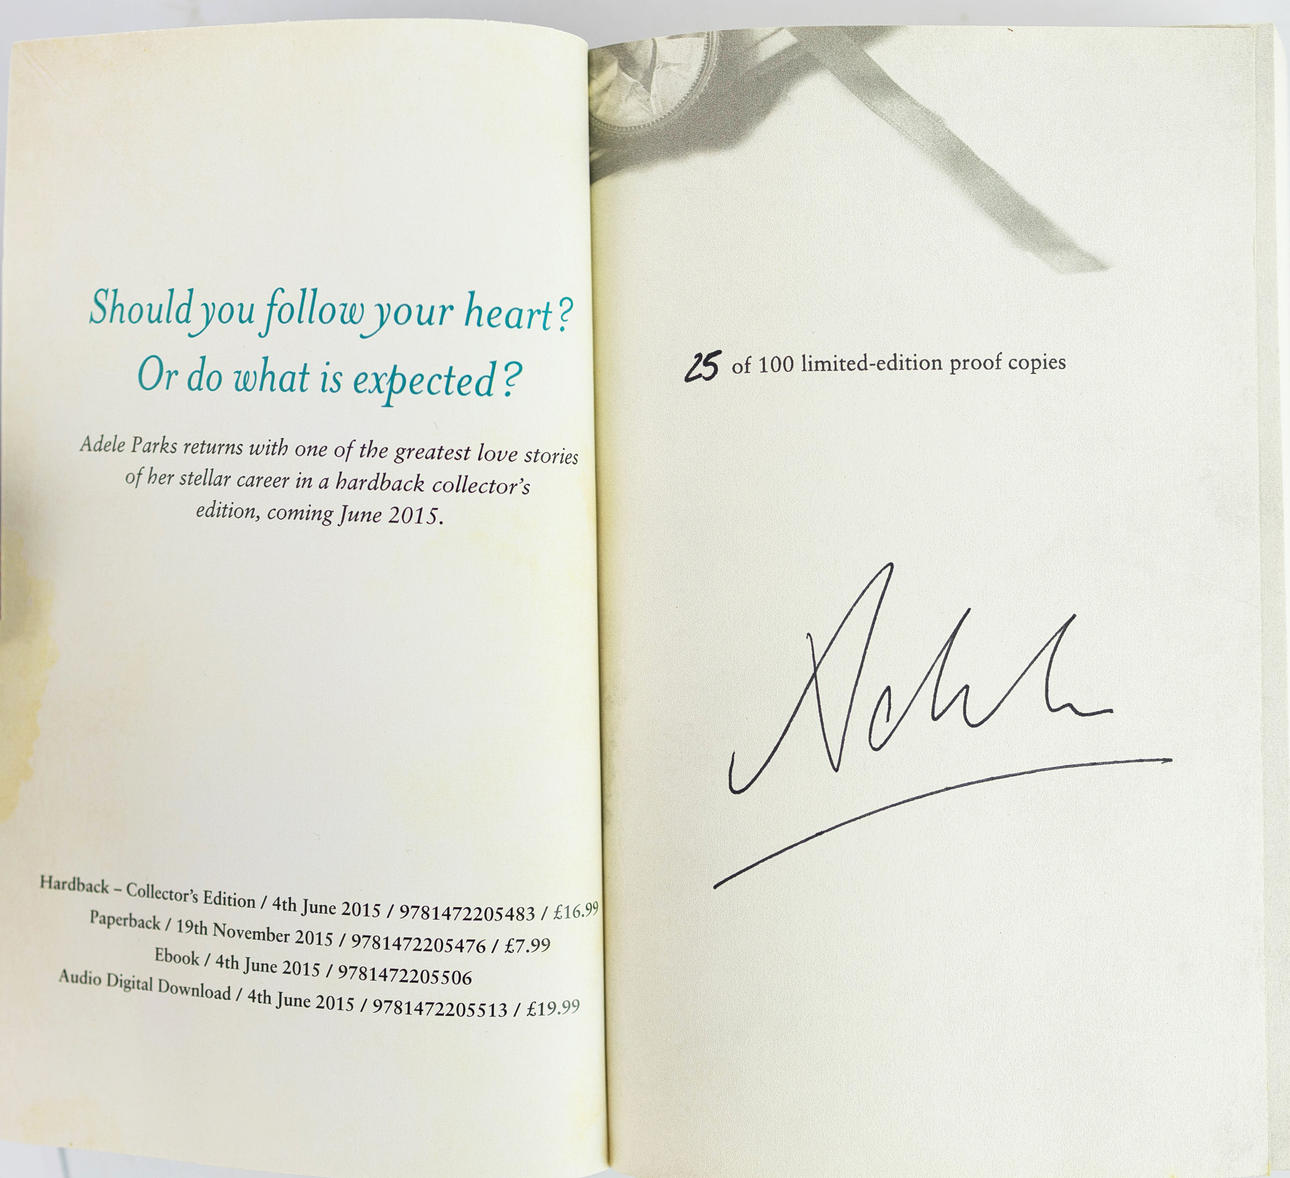 Should you follow your heart?
Or do what is expected?
Adele Parks returns with one of the greatest love stories
of her stellar career in a hardback collector's
edition, coming June 2015.
Hardback – Collector's Edition / 4th June 2015 / 9781472205483 / £16.99
Paperback / 19th November 2015 / 9781472205476 / £7.99
Ebook / 4th June 2015 / 9781472205506
Audio Digital Download / 4th June 2015 / 9781472205513 / £19.99
25 of 100 limited-edition proof copies
Adele